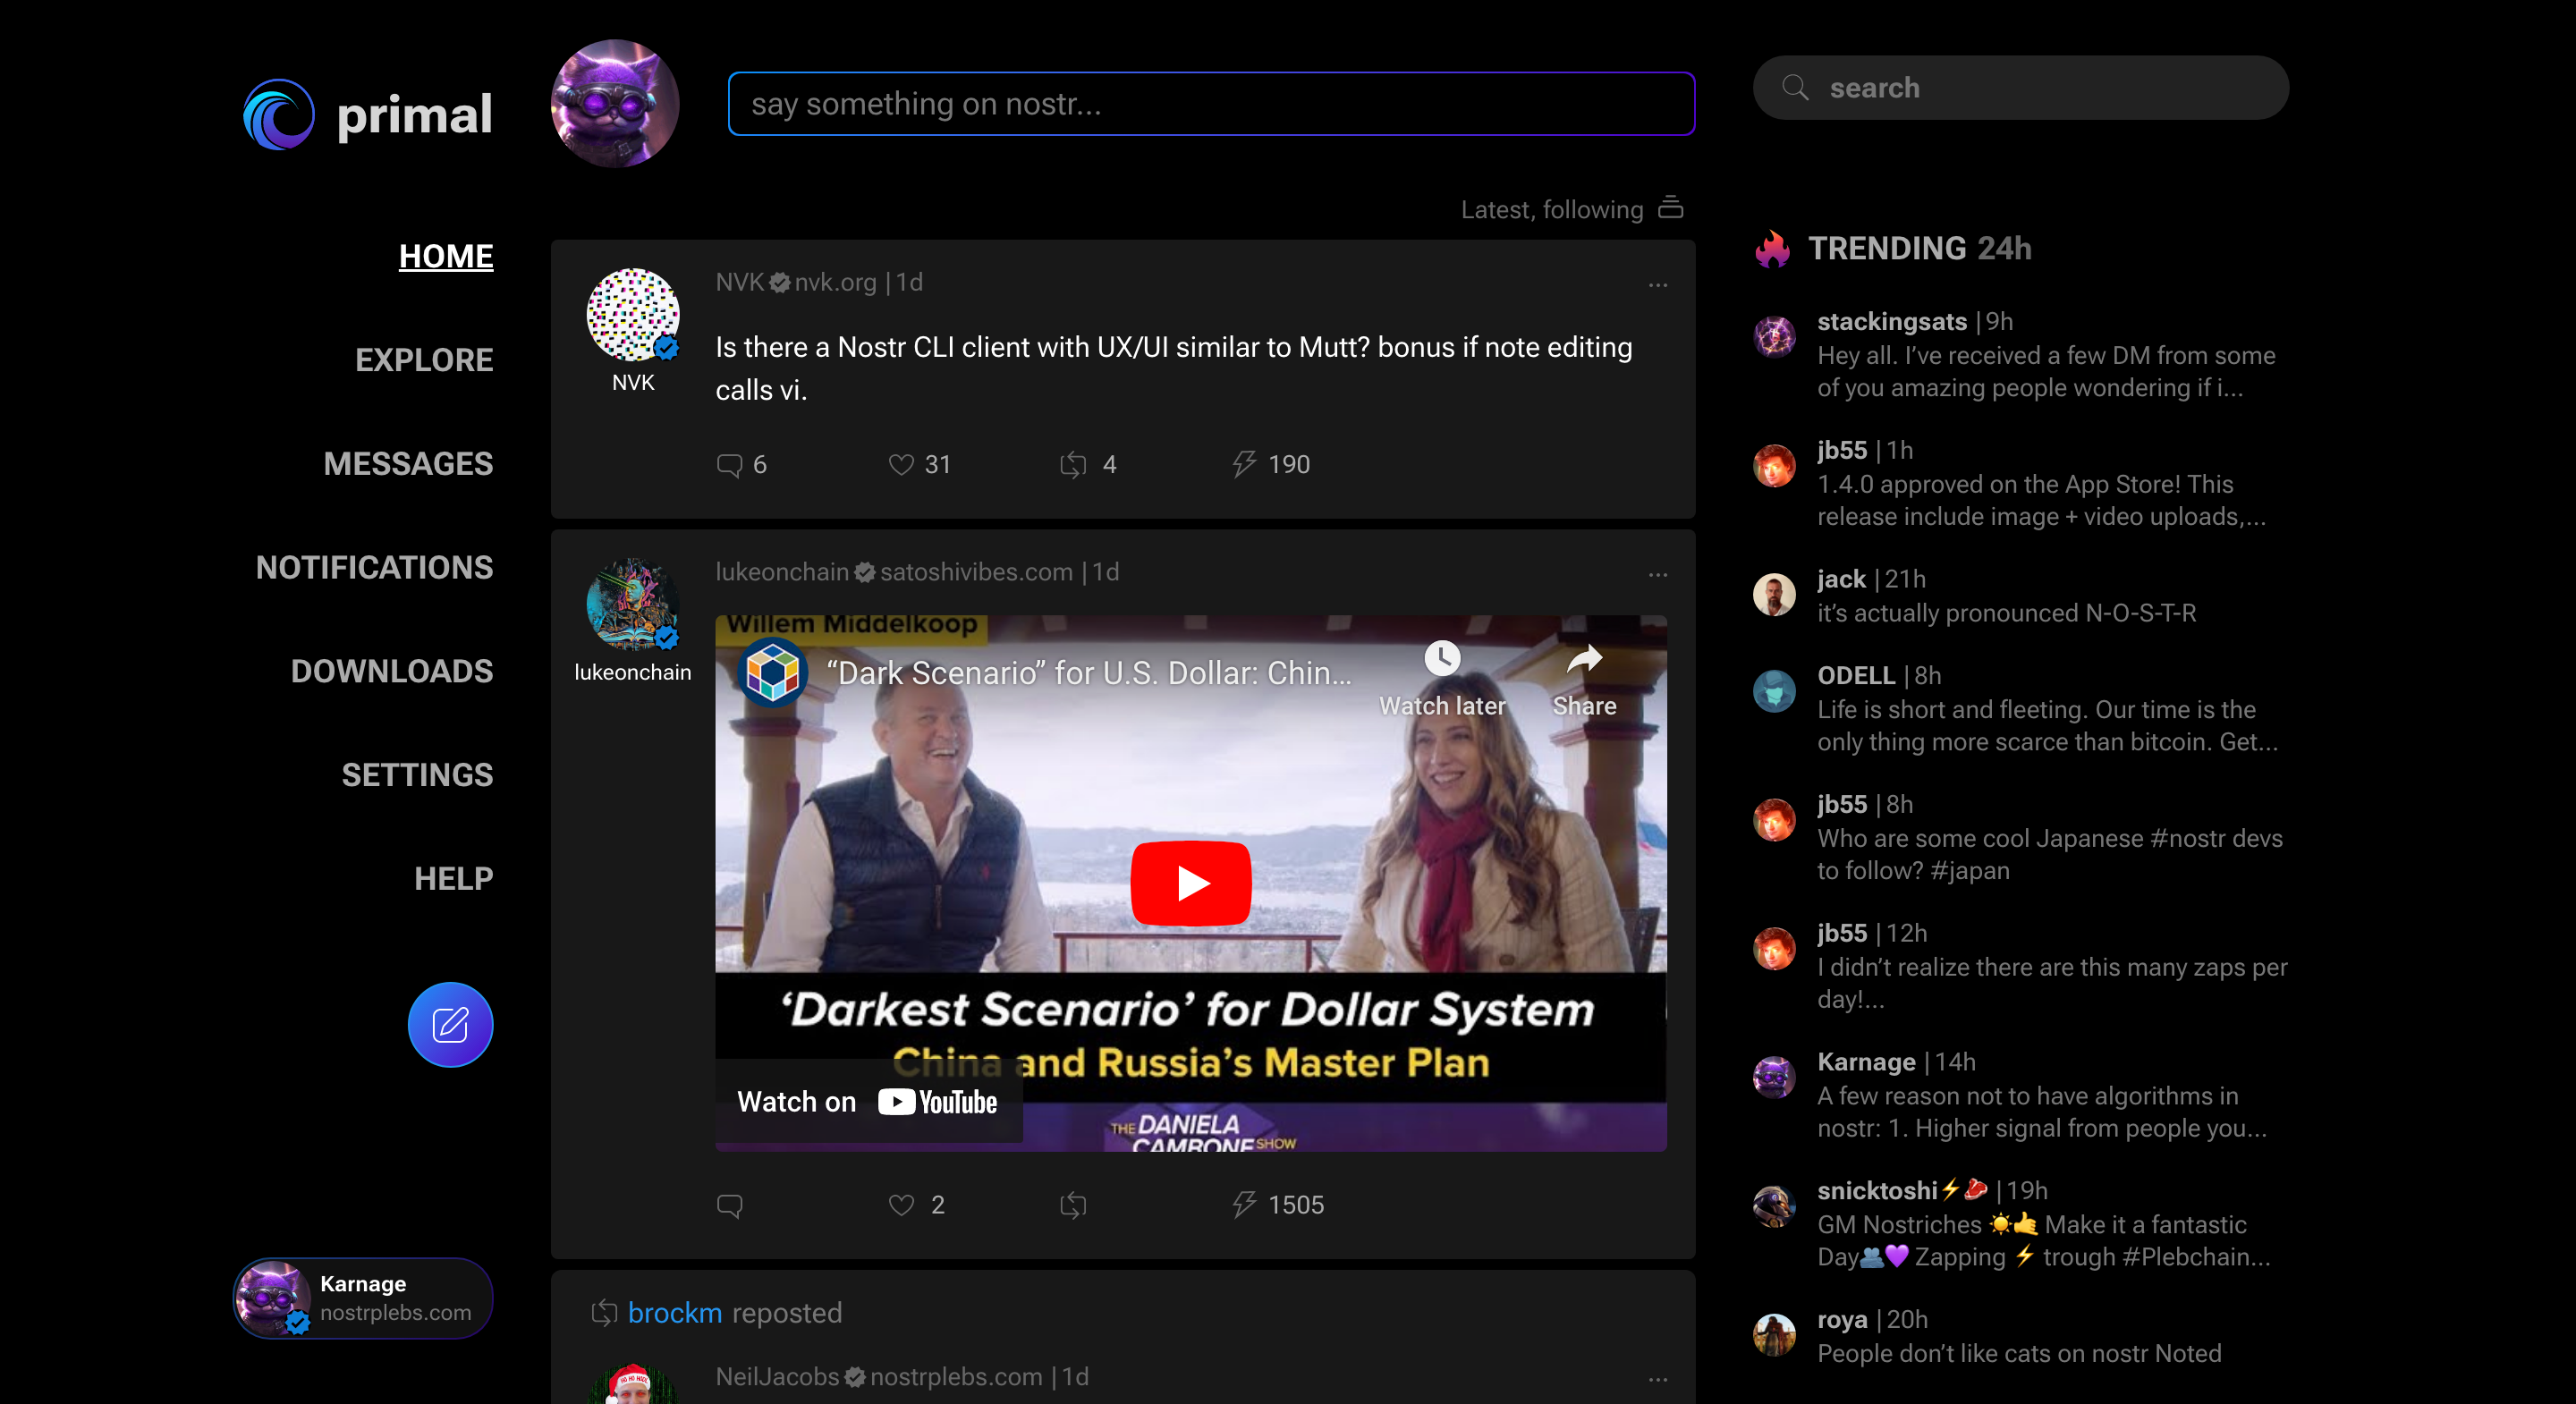 primal
HOME
EXPLORE
MESSAGES
NOTIFICATIONS
DOWNLOADS
SETTINGS
HELP
Karnage
nostrplebs.com
say something on nostr...
Latest, following
NVK nvk.org | 1d
...
NVK
Is there a Nostr CLI client with UX/UI similar to Mutt? bonus if note editing
calls vi.
6 31 4 190
lukeonchain satoshivibes.com | 1d
...
lukeonchain
Willem Middelkoop
“Dark Scenario” for U.S. Dollar: Chin...
Watch later
Share
‘Darkest Scenario’ for Dollar System
China and Russia’s Master Plan
Watch on YouTube
THE DANIELA
CAMBONE SHOW
2 1505
brockm reposted
NeilJacobs nostrplebs.com | 1d
...
HO HO HODL
search
TRENDING 24h
stackingsats | 9h
Hey all. I’ve received a few DM from some
of you amazing people wondering if i...
jb55 | 1h
1.4.0 approved on the App Store! This
release include image + video uploads,...
jack | 21h
it’s actually pronounced N-O-S-T-R
ODELL | 8h
Life is short and fleeting. Our time is the
only thing more scarce than bitcoin. Get...
jb55 | 8h
Who are some cool Japanese #nostr devs
to follow? #japan
jb55 | 12h
I didn’t realize there are this many zaps per
day!...
Karnage | 14h
A few reason not to have algorithms in
nostr: 1. Higher signal from people you...
snicktoshi⚡🥩 | 19h
GM Nostriches ☀️🤙 Make it a fantastic
Day🫂💜 Zapping ⚡ trough #Plebchain...
roya | 20h
People don’t like cats on nostr Noted